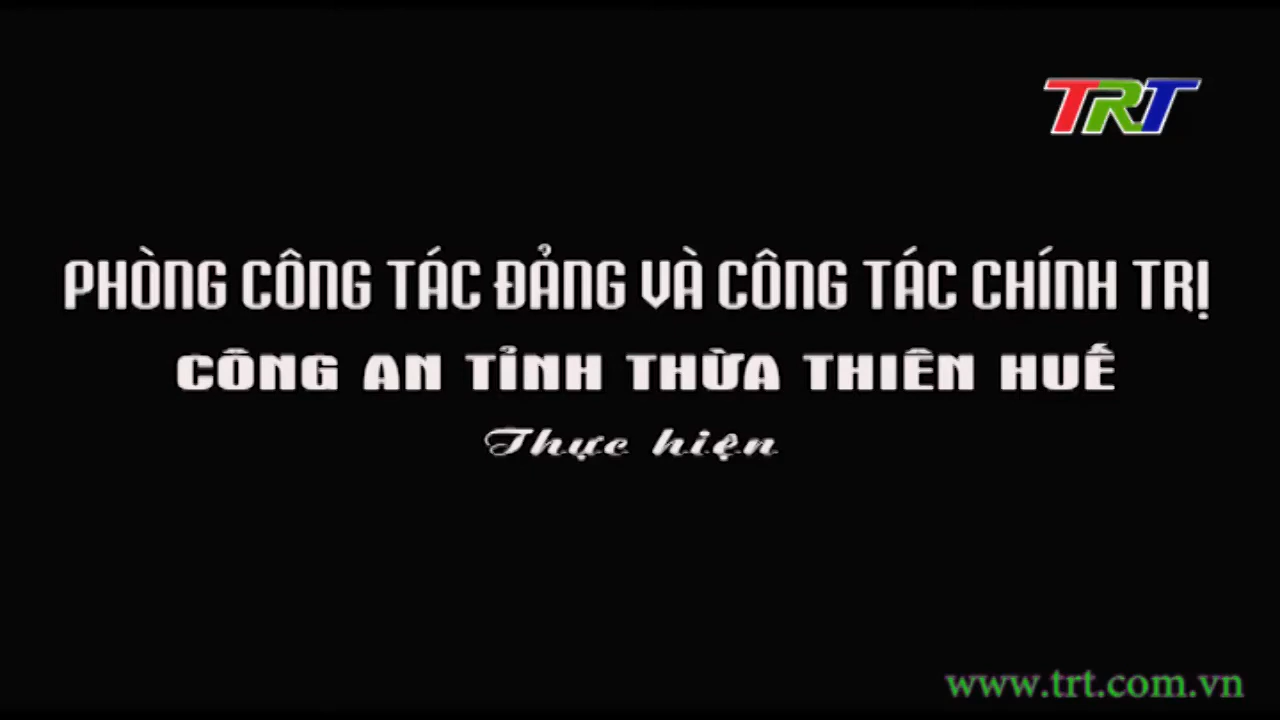 TRT
PHÒNG CÔNG TÁC ĐẢNG VÀ CÔNG TÁC CHÍNH TRỊ
CÔNG AN TỈNH THỪA THIÊN HUẾ
Thực hiện
www.trt.com.vn